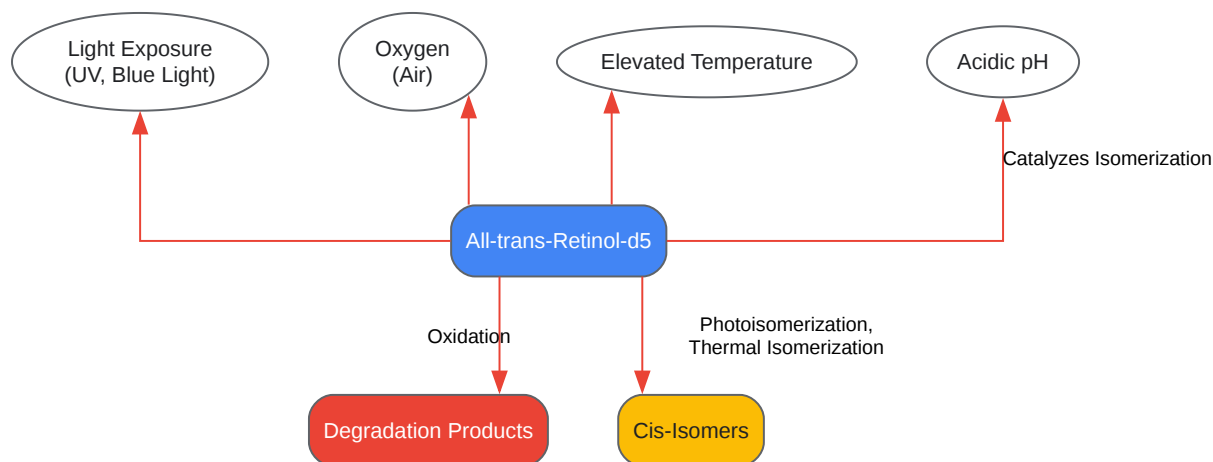 Light Exposure
(UV, Blue Light)
Oxygen
(Air)
Elevated Temperature
Acidic pH
Catalyzes Isomerization
All-trans-Retinol-d5
Oxidation
Photoisomerization,
Thermal Isomerization
Degradation Products
Cis-Isomers